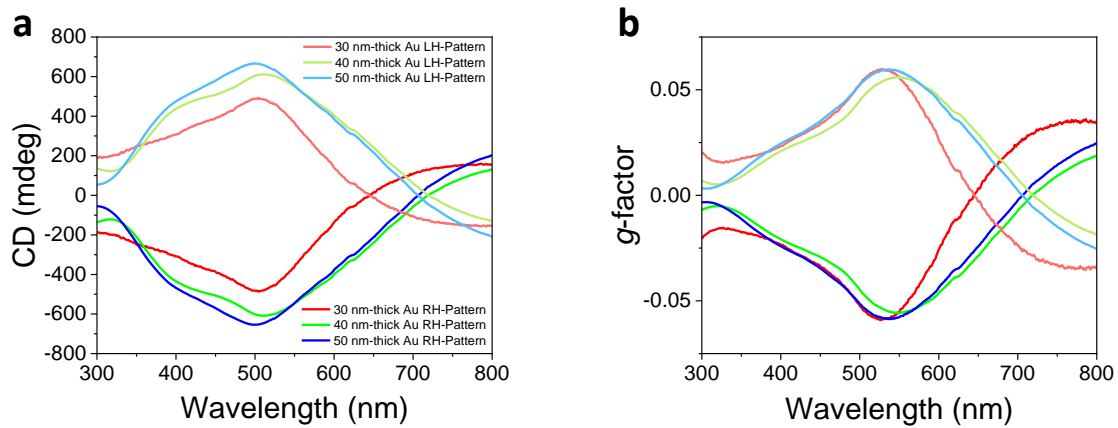 a
800
600
400
200
0
-200
-400
-600
-800
CD (mdeg)
30 nm-thick Au LH-Pattern
40 nm-thick Au LH-Pattern
50 nm-thick Au LH-Pattern
30 nm-thick Au RH-Pattern
40 nm-thick Au RH-Pattern
50 nm-thick Au RH-Pattern
300 400 500 600 700 800
Wavelength (nm)
b
0.05
0.00
-0.05
g-factor
300 400 500 600 700 800
Wavelength (nm)